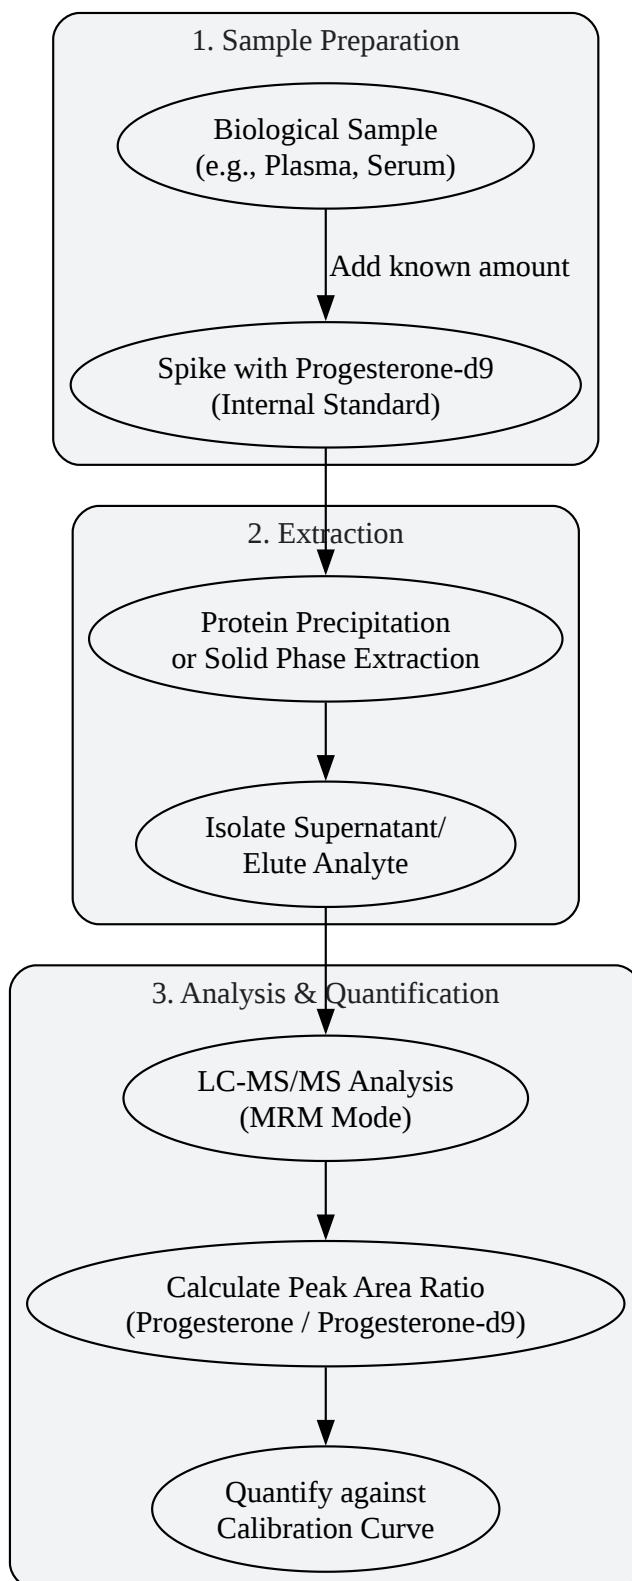 1. Sample Preparation
Biological Sample
(e.g., Plasma, Serum)
Add known amount
Spike with Progesterone-d9
(Internal Standard)
2. Extraction
Protein Precipitation
or Solid Phase Extraction
Isolate Supernatant/
Elute Analyte
3. Analysis & Quantification
LC-MS/MS Analysis
(MRM Mode)
Calculate Peak Area Ratio
(Progesterone / Progesterone-d9)
Quantify against
Calibration Curve